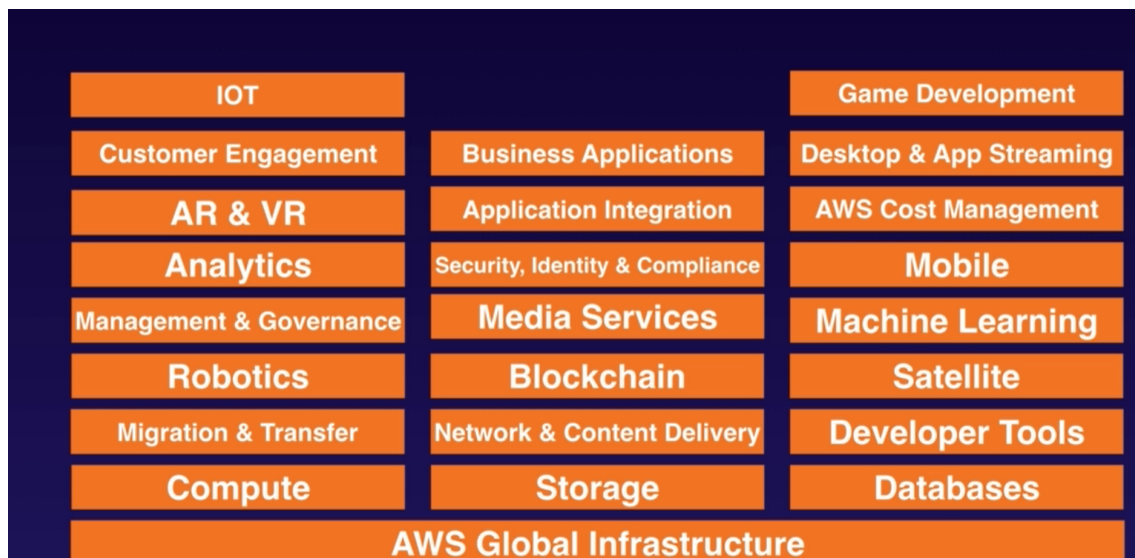 IOT
Game Development
Customer Engagement
Business Applications
Desktop & App Streaming
AR & VR
Application Integration
AWS Cost Management
Analytics
Security, Identity & Compliance
Mobile
Management & Governance
Media Services
Machine Learning
Robotics
Blockchain
Satellite
Migration & Transfer
Network & Content Delivery
Developer Tools
Compute
Storage
Databases
AWS Global Infrastructure